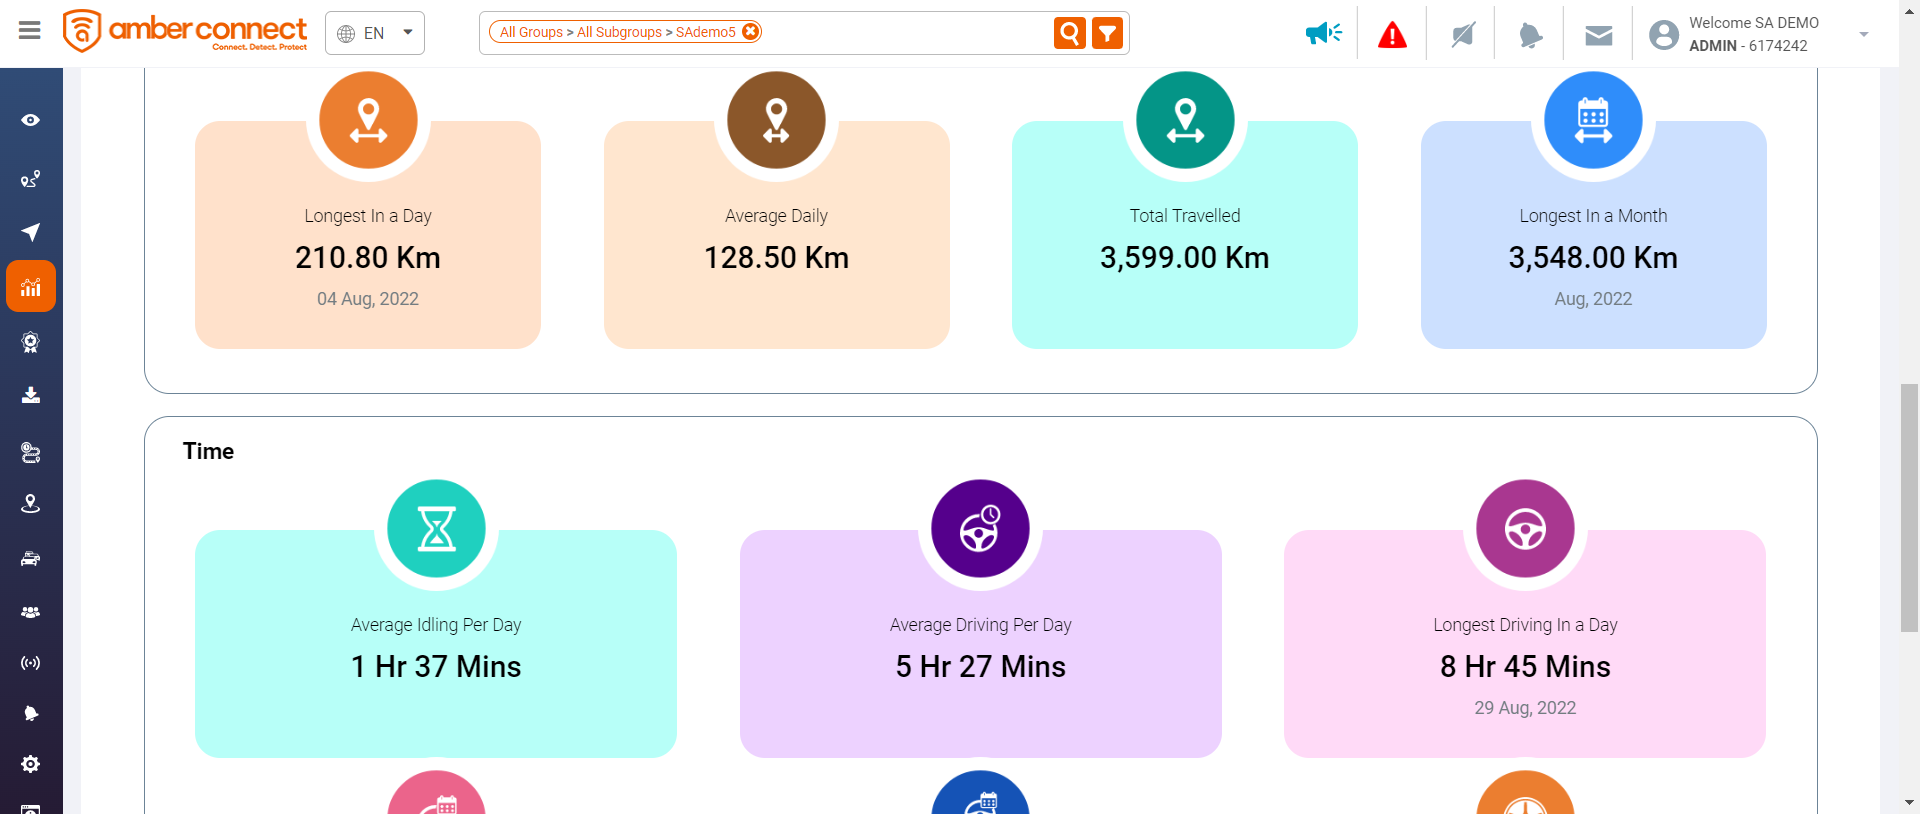 amber connect
Connect. Detect. Protect
EN
All Groups > All Subgroups > SAdemo5
Welcome SA DEMO
ADMIN - 6174242
Longest In a Day
210.80 Km
04 Aug, 2022
Average Daily
128.50 Km
Total Travelled
3,599.00 Km
Longest In a Month
3,548.00 Km
Aug, 2022
Time
Average Idling Per Day
1 Hr 37 Mins
Average Driving Per Day
5 Hr 27 Mins
Longest Driving In a Day
8 Hr 45 Mins
29 Aug, 2022